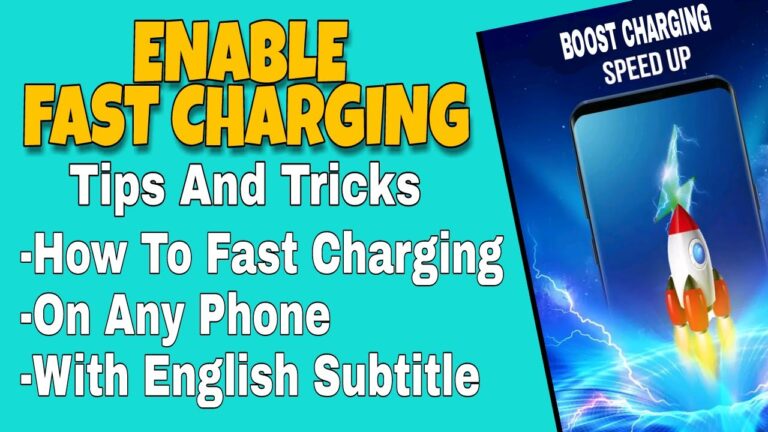 ENABLE
FAST CHARGING
Tips And Tricks
-How To Fast Charging
-On Any Phone
-With English Subtitle
BOOST CHARGING
SPEED UP